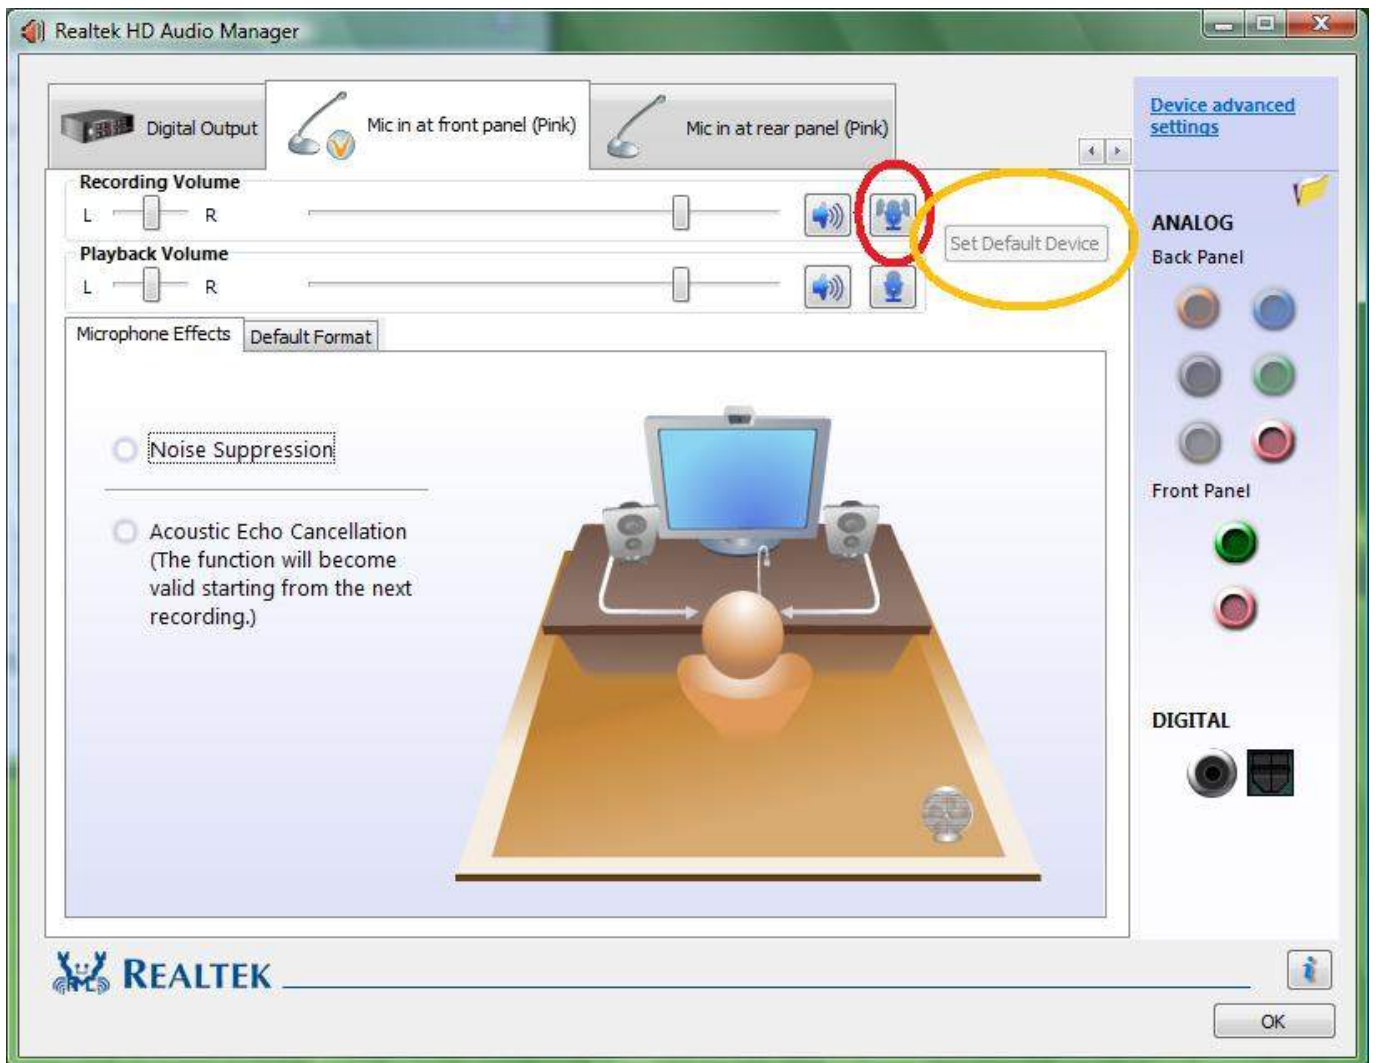 Realtek HD Audio Manager
Digital Output
Mic in at front panel (Pink)
Mic in at rear panel (Pink)
Device advanced
settings
Recording Volume
L R
Set Default Device
Playback Volume
L R
ANALOG
Back Panel
Microphone Effects
Default Format
Noise Suppression
Acoustic Echo Cancellation
(The function will become
valid starting from the next
recording.)
Front Panel
DIGITAL
REALTEK
i
OK